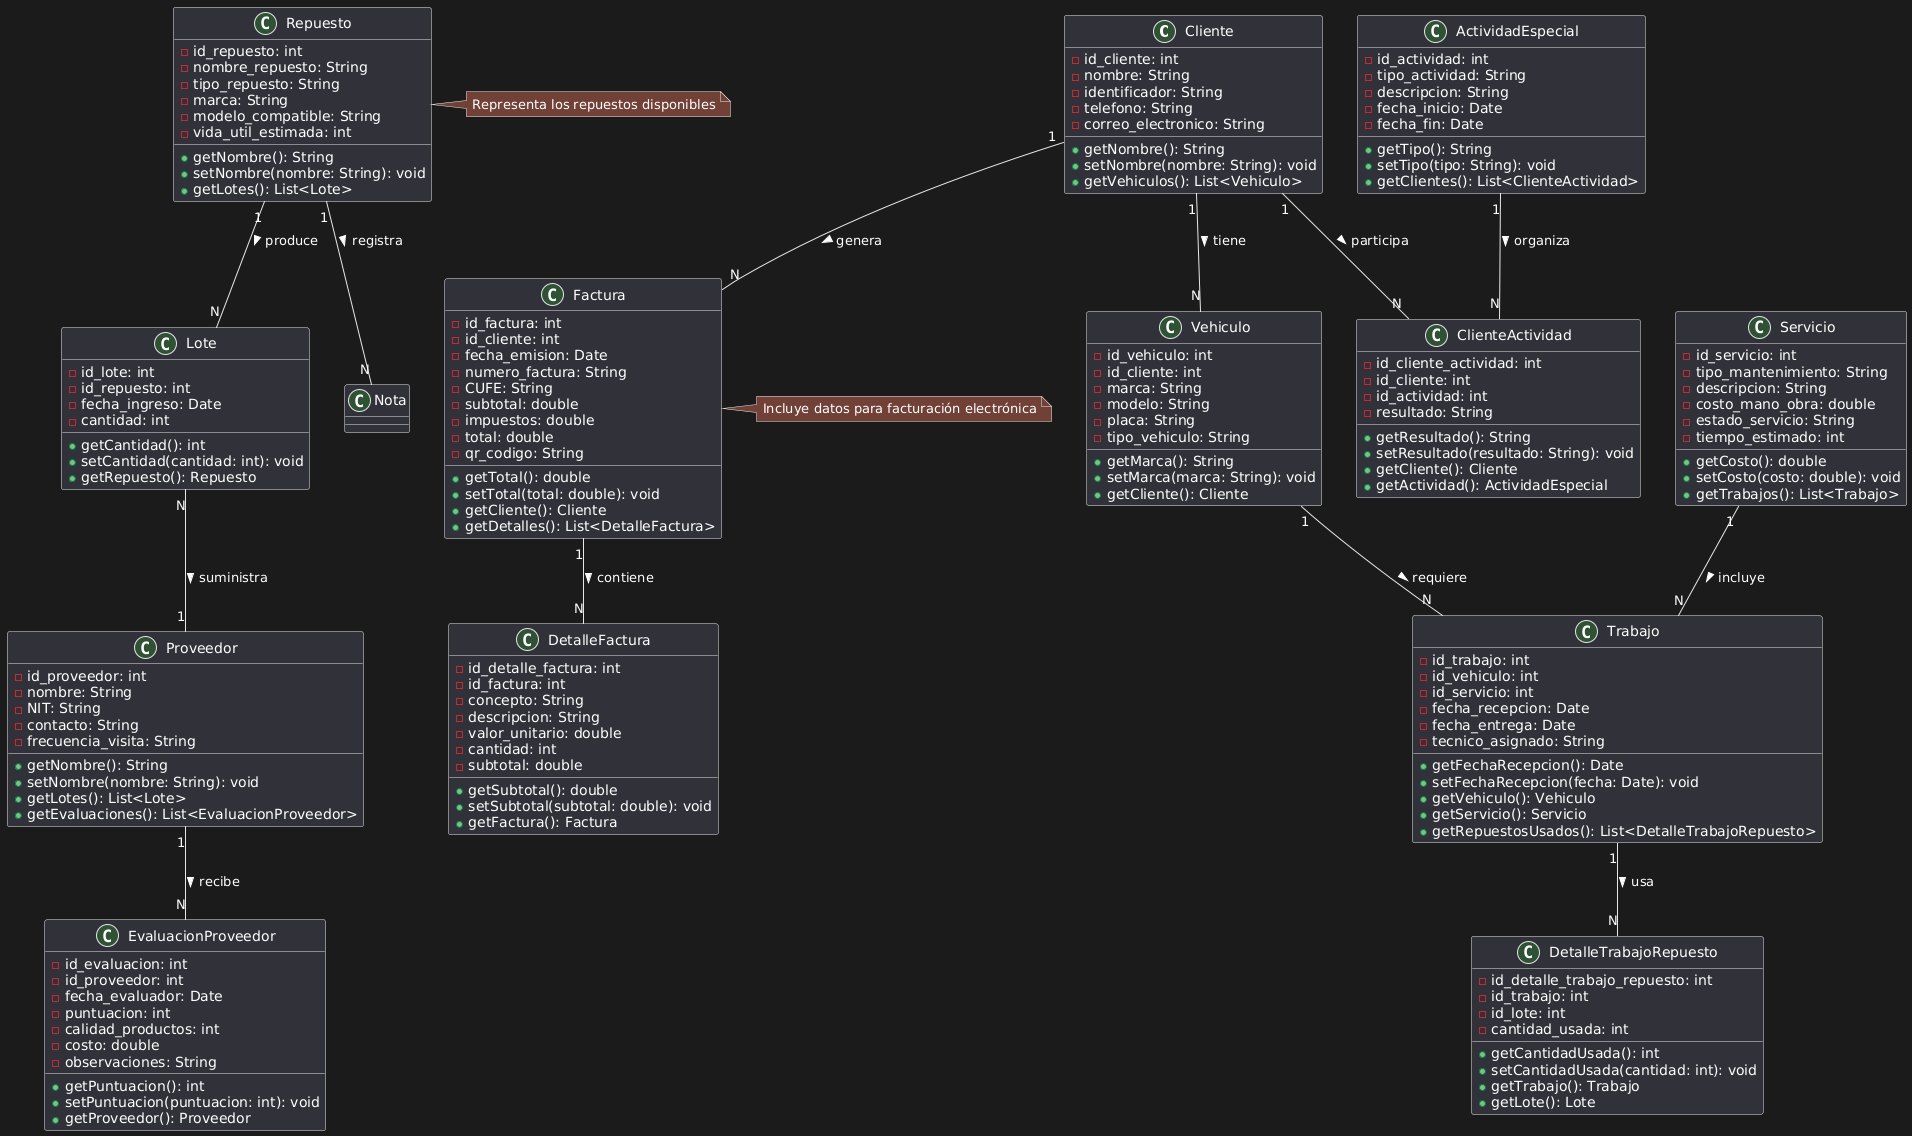 Repuesto
id_repuesto: int
nombre_repuesto: String
tipo_repuesto: String
marca: String
modelo_compatible: String
vida_util_estimada: int
getNombre(): String
setNombre(nombre: String): void
getLotes(): List<Lote>
Representa los repuestos disponibles
Cliente
id_cliente: int
nombre: String
identificador: String
telefono: String
correo_electronico: String
getNombre(): String
setNombre(nombre: String): void
getVehiculos(): List<Vehiculo>
ActividadEspecial
id_actividad: int
tipo_actividad: String
descripcion: String
fecha_inicio: Date
fecha_fin: Date
getTipo(): String
setTipo(tipo: String): void
getClientes(): List<ClienteActividad>
1
produce
N
1
registra
N
1
genera
N
1
tiene
N
1
participa
N
1
organiza
N
Lote
id_lote: int
id_repuesto: int
fecha_ingreso: Date
cantidad: int
getCantidad(): int
setCantidad(cantidad: int): void
getRepuesto(): Repuesto
Nota
Factura
id_factura: int
id_cliente: int
fecha_emision: Date
numero_factura: String
CUFE: String
subtotal: double
impuestos: double
total: double
qr_codigo: String
getTotal(): double
setTotal(total: double): void
getCliente(): Cliente
getDetalles(): List<DetalleFactura>
Incluye datos para facturación electrónica
Vehiculo
id_vehiculo: int
id_cliente: int
marca: String
modelo: String
placa: String
tipo_vehiculo: String
getMarca(): String
setMarca(marca: String): void
getCliente(): Cliente
ClienteActividad
id_cliente_actividad: int
id_cliente: int
id_actividad: int
resultado: String
getResultado(): String
setResultado(resultado: String): void
getCliente(): Cliente
getActividad(): ActividadEspecial
Servicio
id_servicio: int
tipo_mantenimiento: String
descripcion: String
costo_mano_obra: double
estado_servicio: String
tiempo_estimado: int
getCosto(): double
setCosto(costo: double): void
getTrabajos(): List<Trabajo>
N
suministra
1
1
contiene
N
1
requiere
N
1
incluye
N
Proveedor
id_proveedor: int
nombre: String
NIT: String
contacto: String
frecuencia_visita: String
getNombre(): String
setNombre(nombre: String): void
getLotes(): List<Lote>
getEvaluaciones(): List<EvaluacionProveedor>
DetalleFactura
id_detalle_factura: int
id_factura: int
concepto: String
descripcion: String
valor_unitario: double
cantidad: int
subtotal: double
getSubtotal(): double
setSubtotal(subtotal: double): void
getFactura(): Factura
Trabajo
id_trabajo: int
id_vehiculo: int
id_servicio: int
fecha_recepcion: Date
fecha_entrega: Date
tecnico_asignado: String
getFechaRecepcion(): Date
setFechaRecepcion(fecha: Date): void
getVehiculo(): Vehiculo
getServicio(): Servicio
getRepuestosUsados(): List<DetalleTrabajoRepuesto>
1
recibe
N
1
usa
N
EvaluacionProveedor
id_evaluacion: int
id_proveedor: int
fecha_evaluador: Date
puntuacion: int
calidad_productos: int
costo: double
observaciones: String
getPuntuacion(): int
setPuntuacion(puntuacion: int): void
getProveedor(): Proveedor
DetalleTrabajoRepuesto
id_detalle_trabajo_repuesto: int
id_trabajo: int
id_lote: int
cantidad_usada: int
getCantidadUsada(): int
setCantidadUsada(cantidad: int): void
getTrabajo(): Trabajo
getLote(): Lote